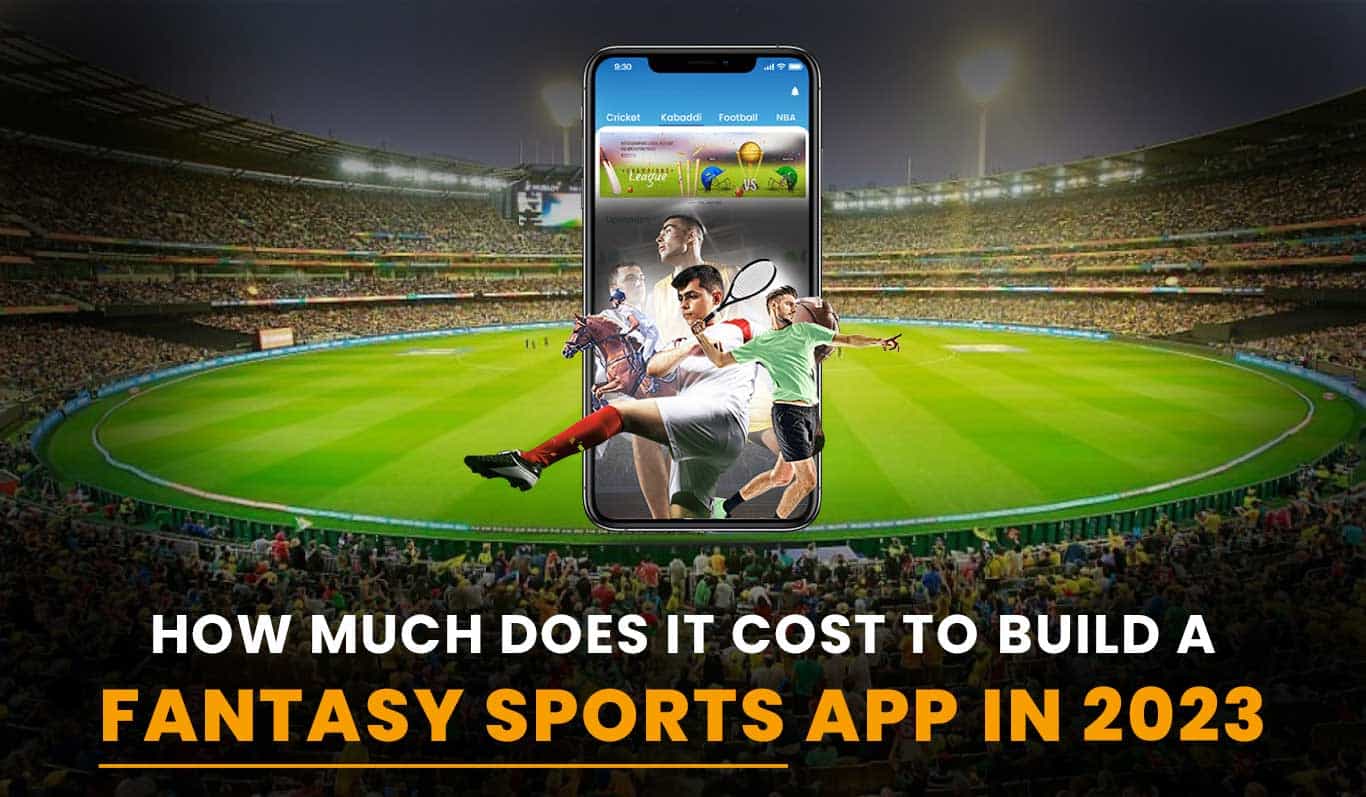 9:30
Cricket Kabaddi Football NBA
CHAMPIONS
League
VS
HOW MUCH DOES IT COST TO BUILD A
FANTASY SPORTS APP IN 2023